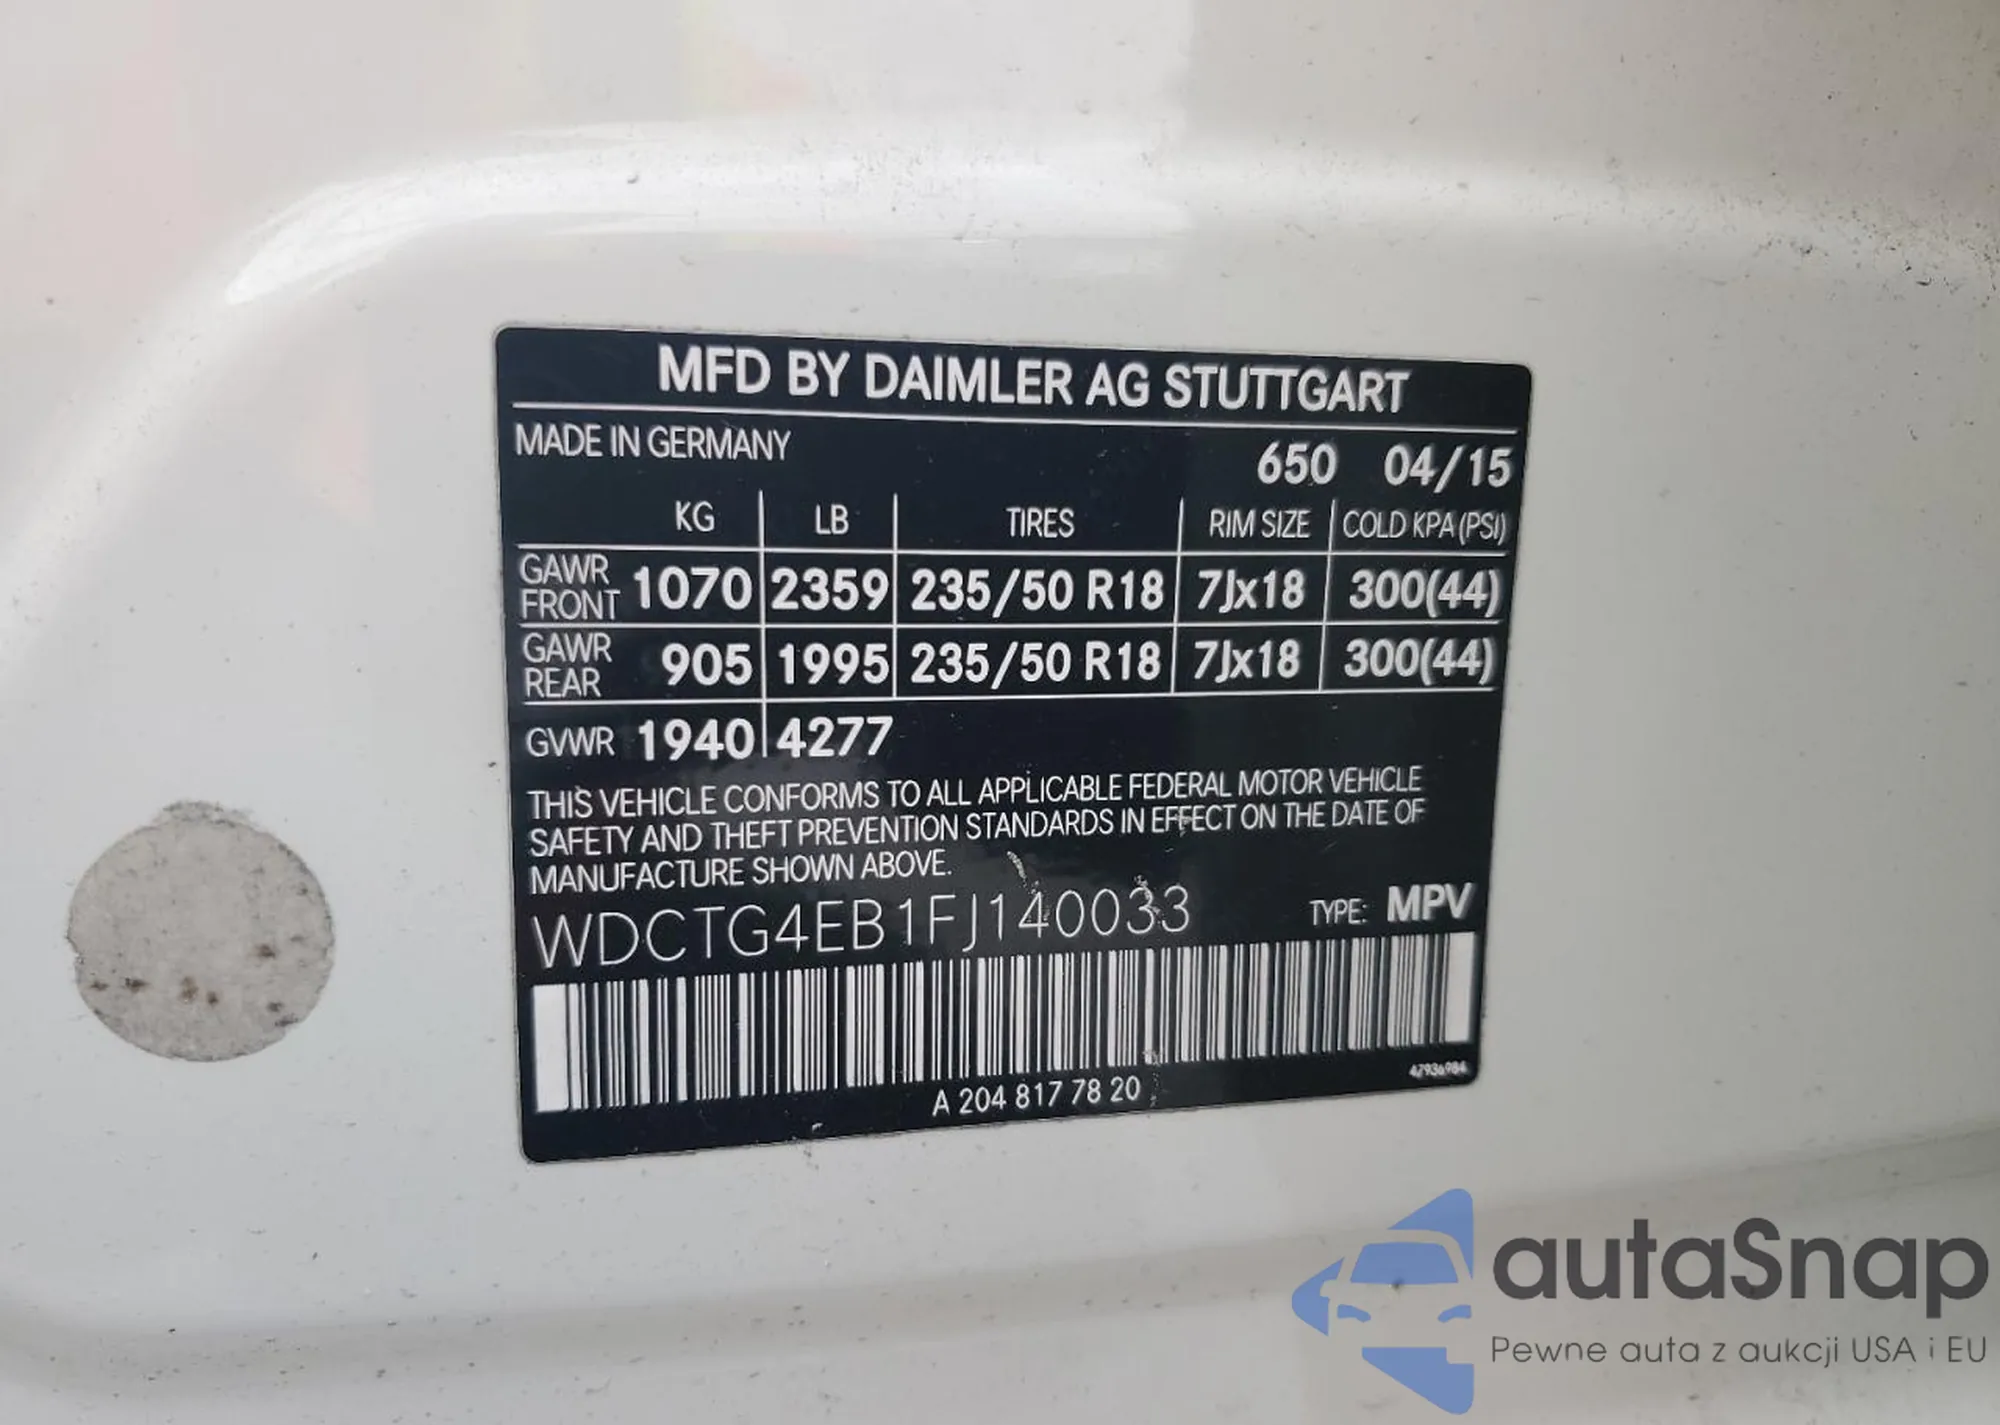 MFD BY DAIMLER AG STUTTGART
MADE IN GERMANY 650 04/15
KG LB TIRES RIM SIZE COLD KPA (PSI)
GAWR FRONT 1070 2359 235/50 R18 7Jx18 300(44)
GAWR REAR 905 1995 235/50 R18 7Jx18 300(44)
GVWR 1940 4277
THIS VEHICLE CONFORMS TO ALL APPLICABLE FEDERAL MOTOR VEHICLE
SAFETY AND THEFT PREVENTION STANDARDS IN EFFECT ON THE DATE OF
MANUFACTURE SHOWN ABOVE.
WDCTG4EB1FJ140033 TYPE: MPV
47936984
A 204 817 78 20
autaSnap
Pewne auta z aukcji USA i EU